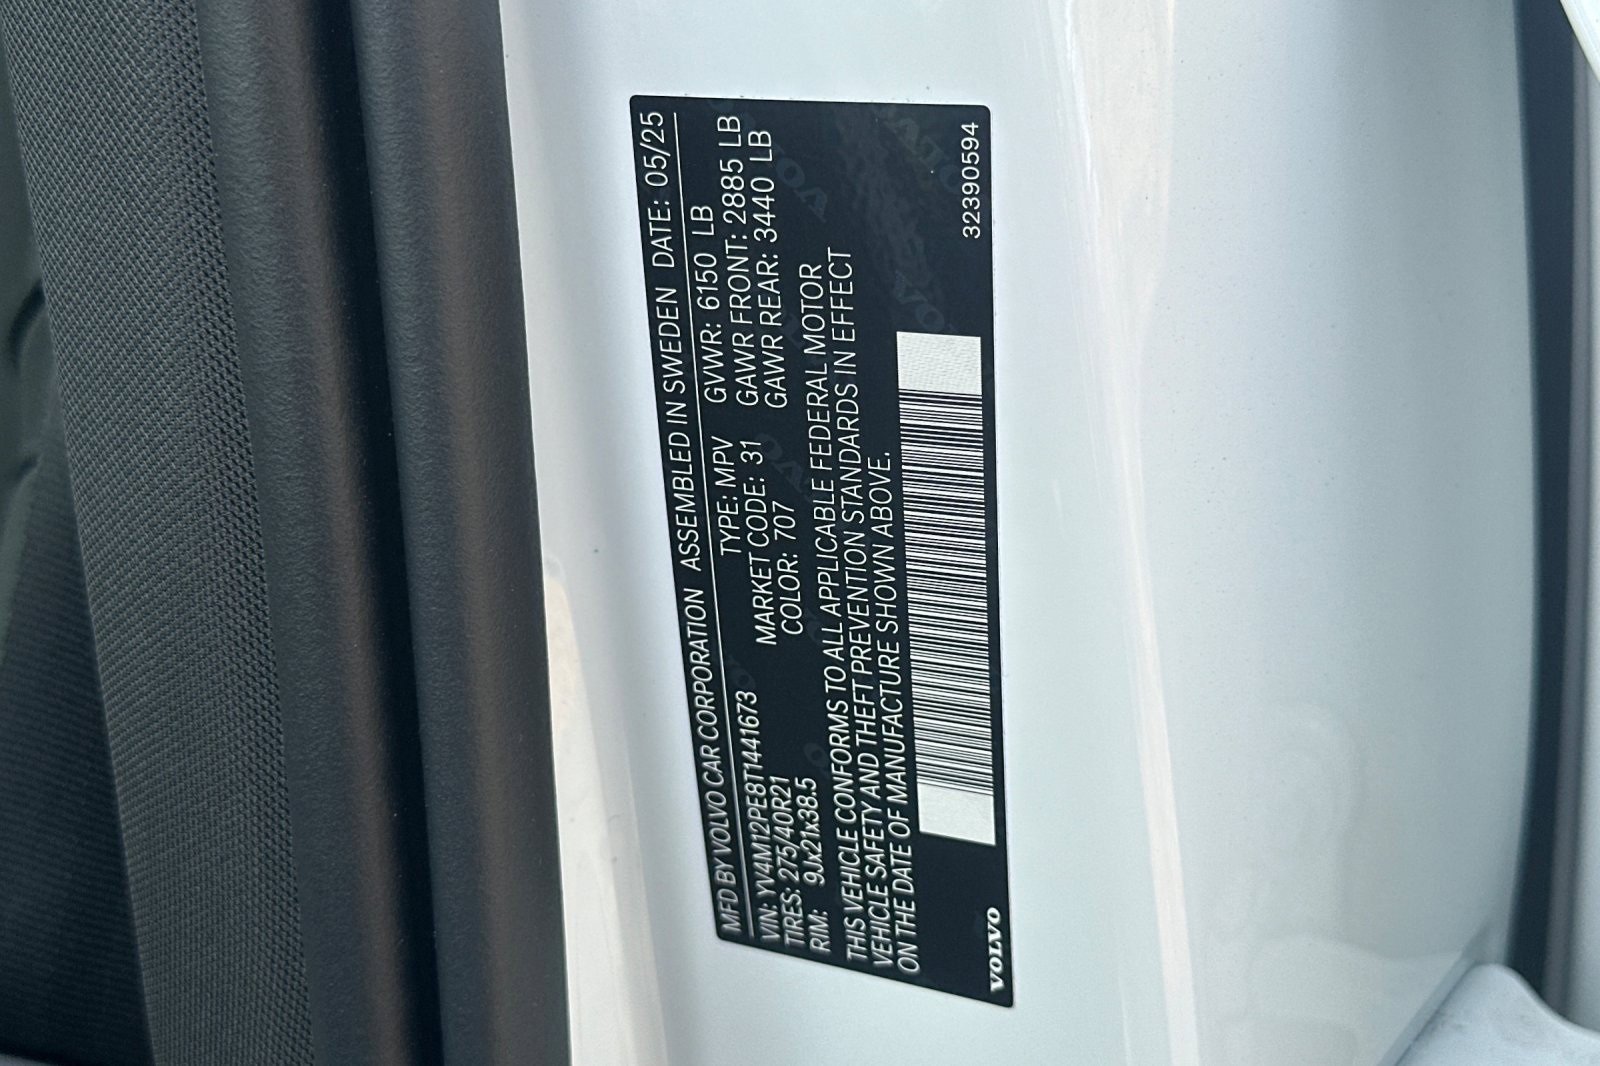 MFD BY VOLVO CAR CORPORATION ASSEMBLED IN SWEDEN DATE: 05/25
VIN: YV4M12PE8T1441673 TYPE: MPV GVWR: 6150 LB
TIRES: 275/40R21 MARKET CODE: 31 GAWR FRONT: 2885 LB
RIM: 9Jx21x38.5 COLOR: 707 GAWR REAR: 3440 LB
THIS VEHICLE CONFORMS TO ALL APPLICABLE FEDERAL MOTOR
VEHICLE SAFETY AND THEFT PREVENTION STANDARDS IN EFFECT
ON THE DATE OF MANUFACTURE SHOWN ABOVE.
VOLVO 32390594